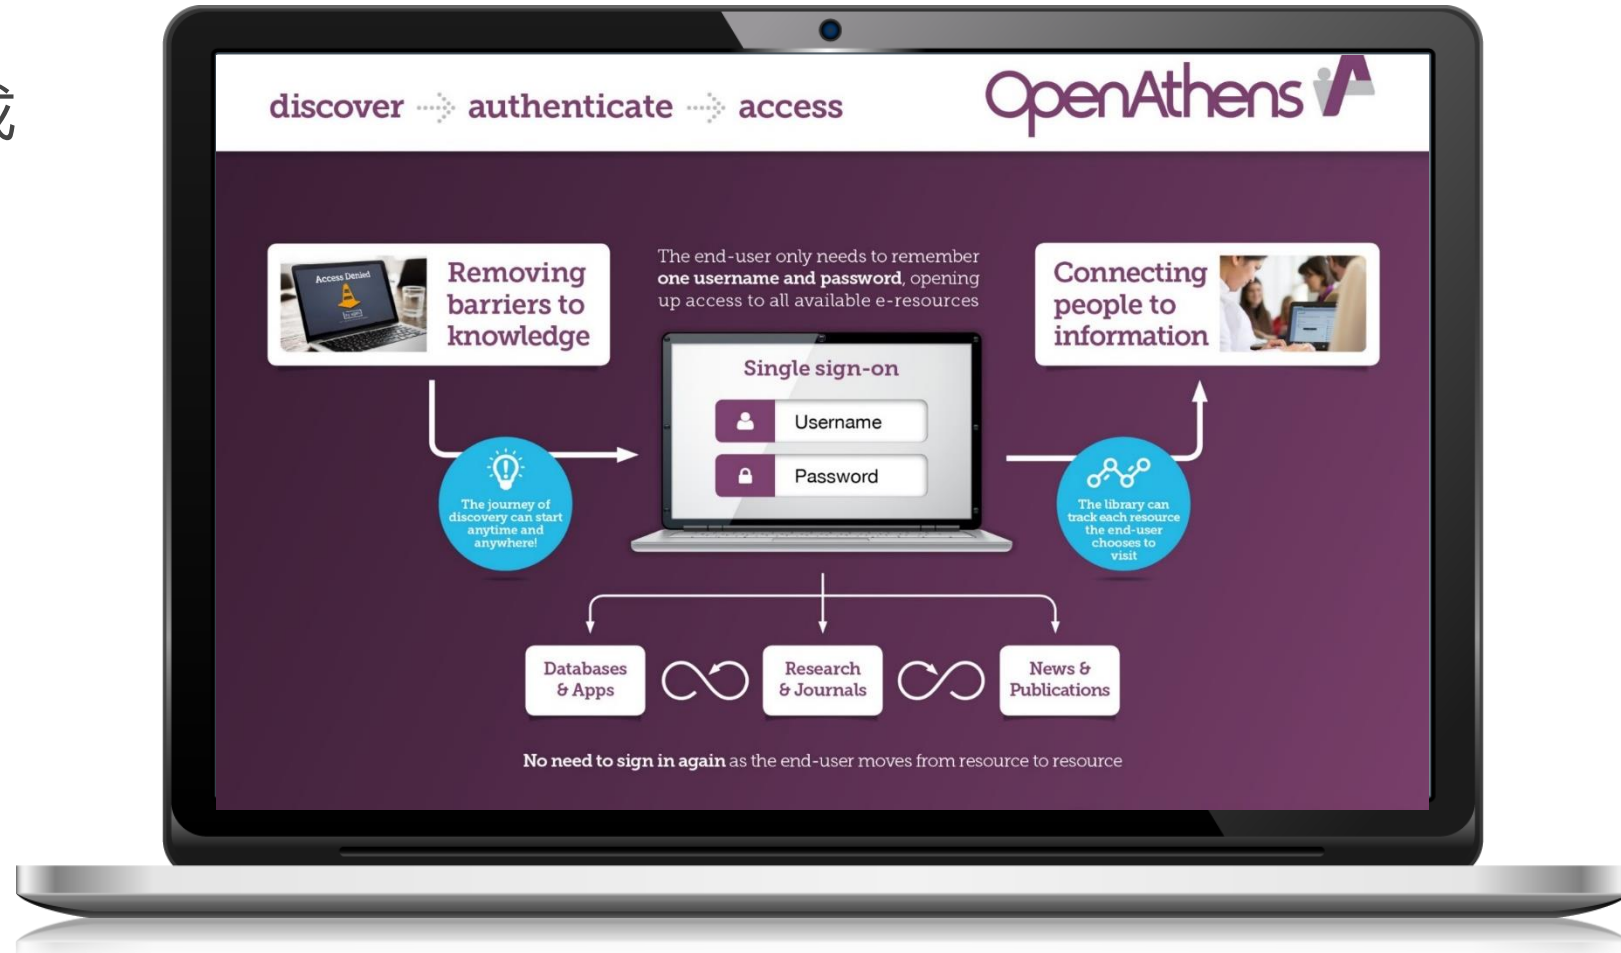 discover authenticate access
OpenAthens
Removing
barriers to
knowledge
Access Denied
The end-user only needs to remember
one username and password, opening
up access to all available e-resources
Connecting
people to
information
Single sign-on
Username
Password
The journey of
discovery can start
anytime and
anywhere!
The library can
track each resource
the end-user
chooses to
visit
Databases
& Apps
Research
& Journals
News &
Publications
No need to sign in again as the end-user moves from resource to resource